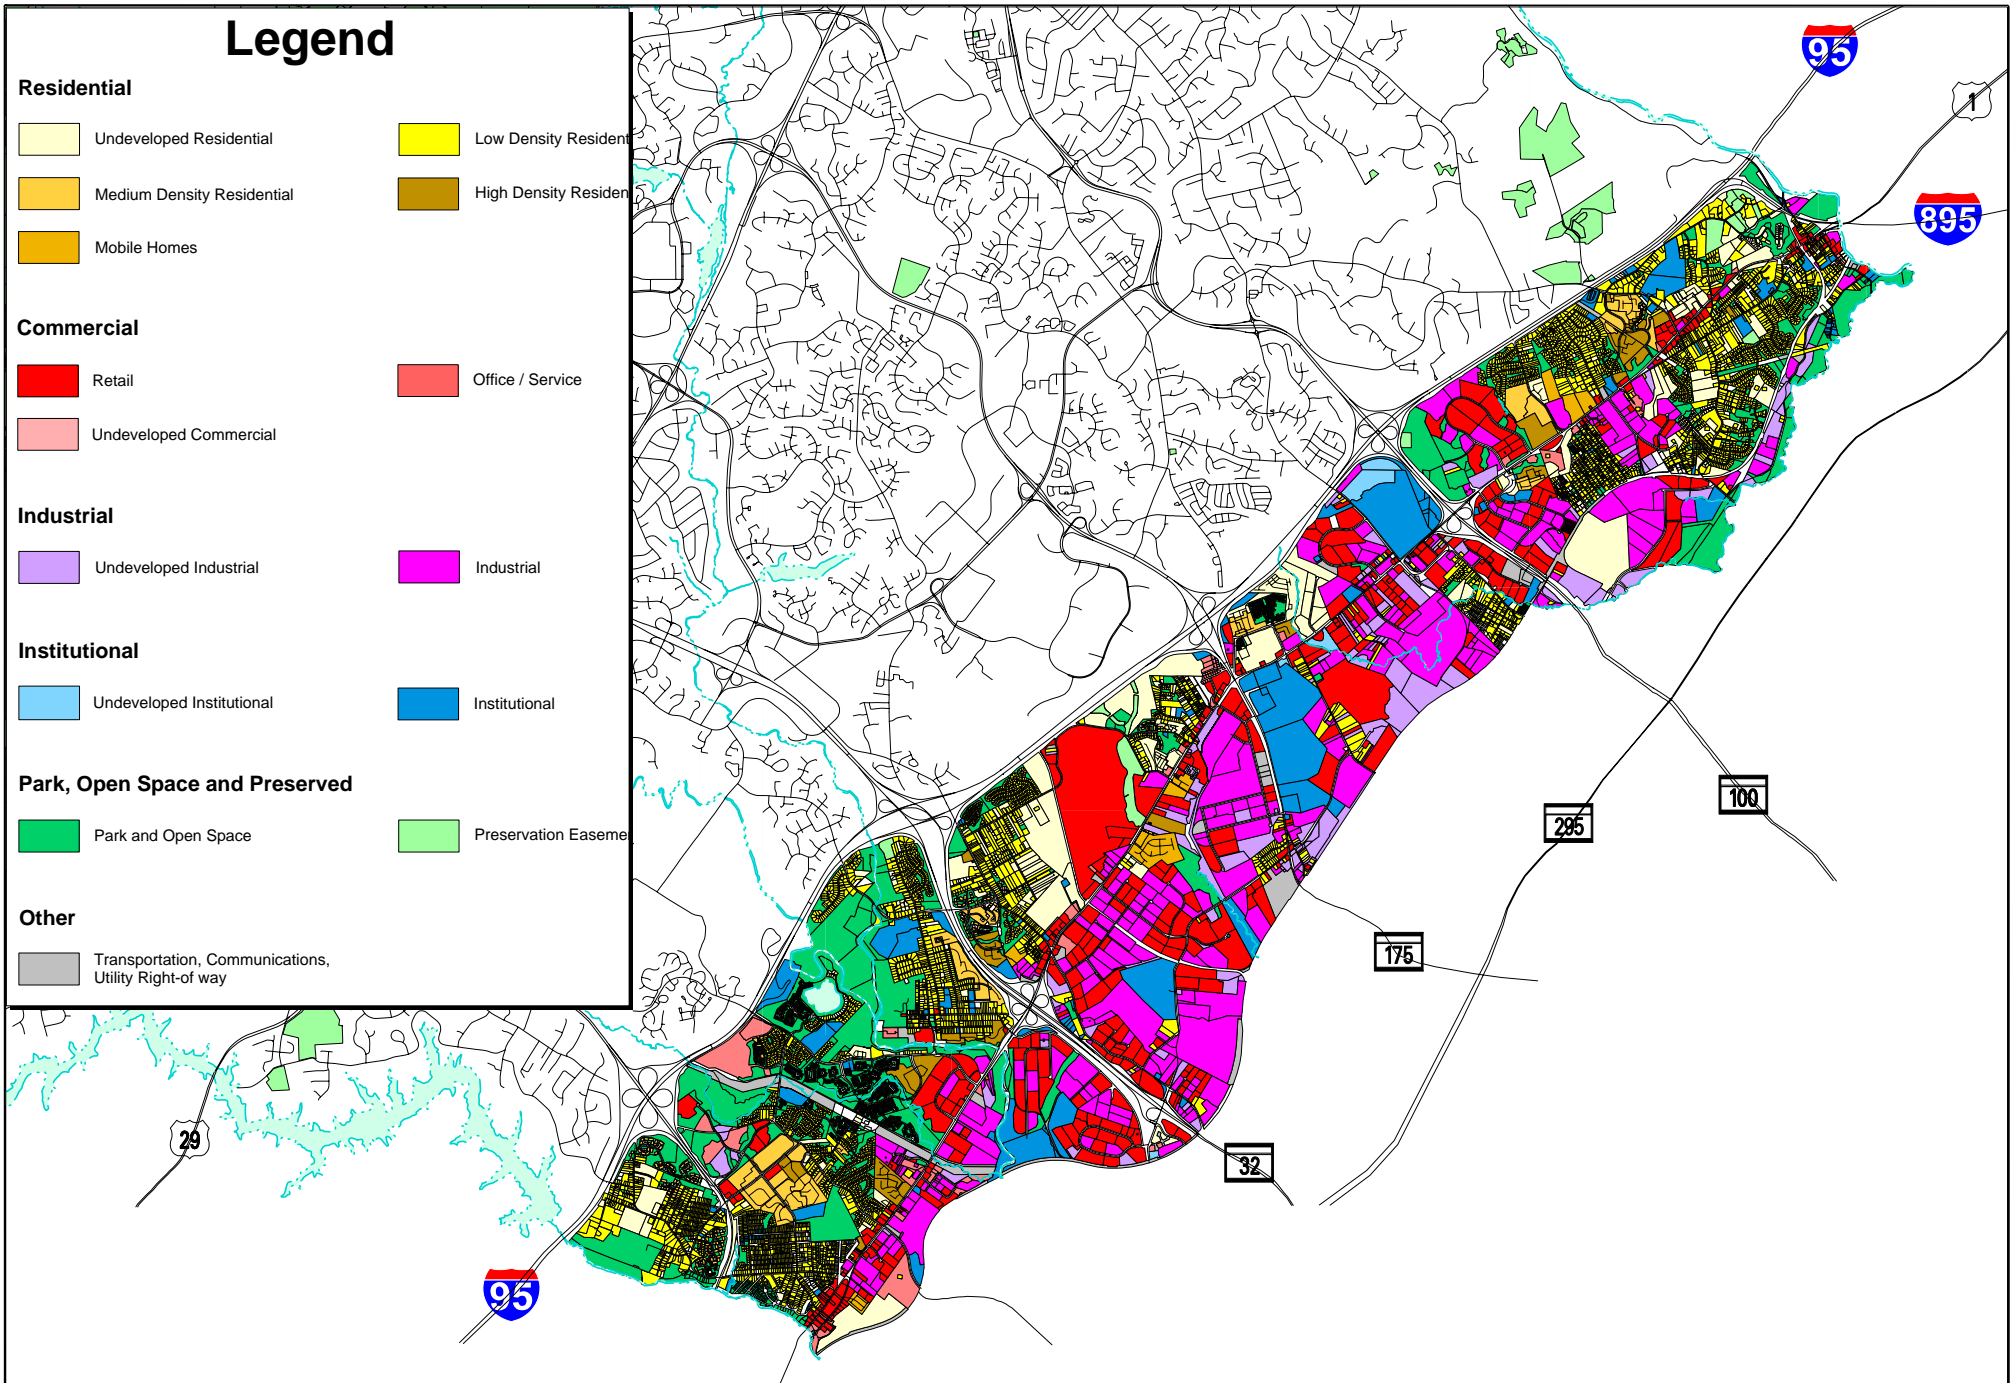 Legend
Residential
Undeveloped Residential
Low Density Resident
Medium Density Residential
High Density Residen
Mobile Homes
Commercial
Retail
Office / Service
Undeveloped Commercial
Industrial
Undeveloped Industrial
Industrial
Institutional
Undeveloped Institutional
Institutional
Park, Open Space and Preserved
Park and Open Space
Preservation Easeme
Other
Transportation, Communications,
Utility Right-of way
95
1
895
100
295
175
32
29
95